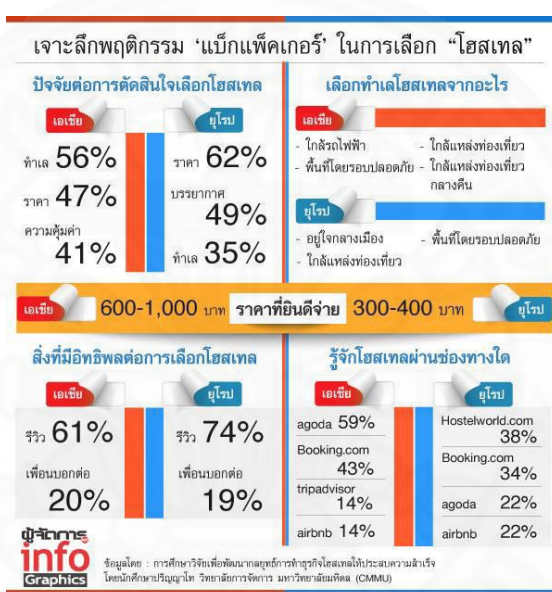 เจาะลึกพฤติกรรม ‘แบ็กแพ็คเกอร์’ ในการเลือก “โฮสเทล”
ปัจจัยต่อการตัดสินใจเลือกโฮสเทล
เอเชีย
ยุโรป
ทำเล 56%
ราคา 47%
ความคุ้มค่า
41%
ราคา 62%
บรรยากาศ
49%
ทำเล 35%
เลือกทำเลโฮสเทลจากอะไร
เอเชีย
- ใกล้รถไฟฟ้า
- พื้นที่โดยรอบปลอดภัย
- ใกล้แหล่งท่องเที่ยว
- ใกล้แหล่งท่องเที่ยว
กลางคืน
ยุโรป
- อยู่ใจกลางเมือง
- ใกล้แหล่งท่องเที่ยว
- พื้นที่โดยรอบปลอดภัย
เอเชีย 600-1,000 บาท ราคาที่ยินดีจ่าย 300-400 บาท ยุโรป
สิ่งที่มีอิทธิพลต่อการเลือกโฮสเทล
เอเชีย
ยุโรป
รีวิว 61%
เพื่อนบอกต่อ
20%
รีวิว 74%
เพื่อนบอกต่อ
19%
รู้จักโฮสเทลผ่านช่องทางใด
เอเชีย
ยุโรป
agoda 59%
Booking.com
43%
tripadvisor
14%
airbnb 14%
Hostelworld.com
38%
Booking.com
34%
agoda 22%
airbnb 22%
ผู้จัดการ
info
Graphics
ข้อมูลโดย : การศึกษาวิจัยเพื่อพัฒนากลยุทธ์การทำธุรกิจโฮสเทลให้ประสบความสำเร็จ
โดยนักศึกษาปริญญาโท วิทยาลัยการจัดการ มหาวิทยาลัยมหิดล (CMMU)